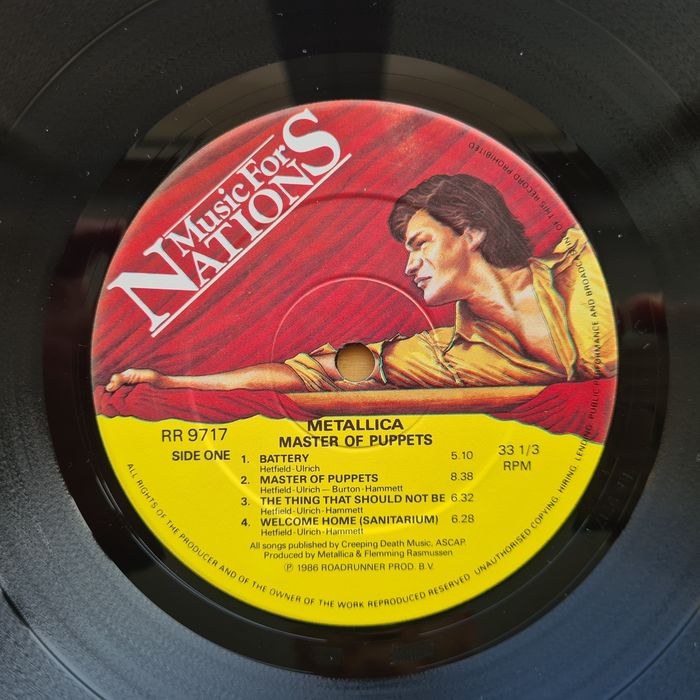 Music For
NATIONS
METALLICA
MASTER OF PUPPETS
RR 9717
SIDE ONE
33 1/3
RPM
1. BATTERY 5.10
Hetfield-Ulrich
2. MASTER OF PUPPETS 8.38
Hetfield-Ulrich — Burton-Hammett
3. THE THING THAT SHOULD NOT BE 6.32
Hetfield-Ulrich-Hammett
4. WELCOME HOME (SANITARIUM) 6.28
Hetfield-Ulrich-Hammett
All songs published by Creeping Death Music, ASCAP.
Produced by Metallica & Flemming Rasmussen
℗ 1986 ROADRUNNER PROD. B.V.
ALL RIGHTS OF THE PRODUCER AND OF THE OWNER OF THE WORK REPRODUCED RESERVED. UNAUTHORISED COPYING, HIRING, LENDING, PUBLIC PERFORMANCE AND BROADCASTING OF THIS RECORD PROHIBITED